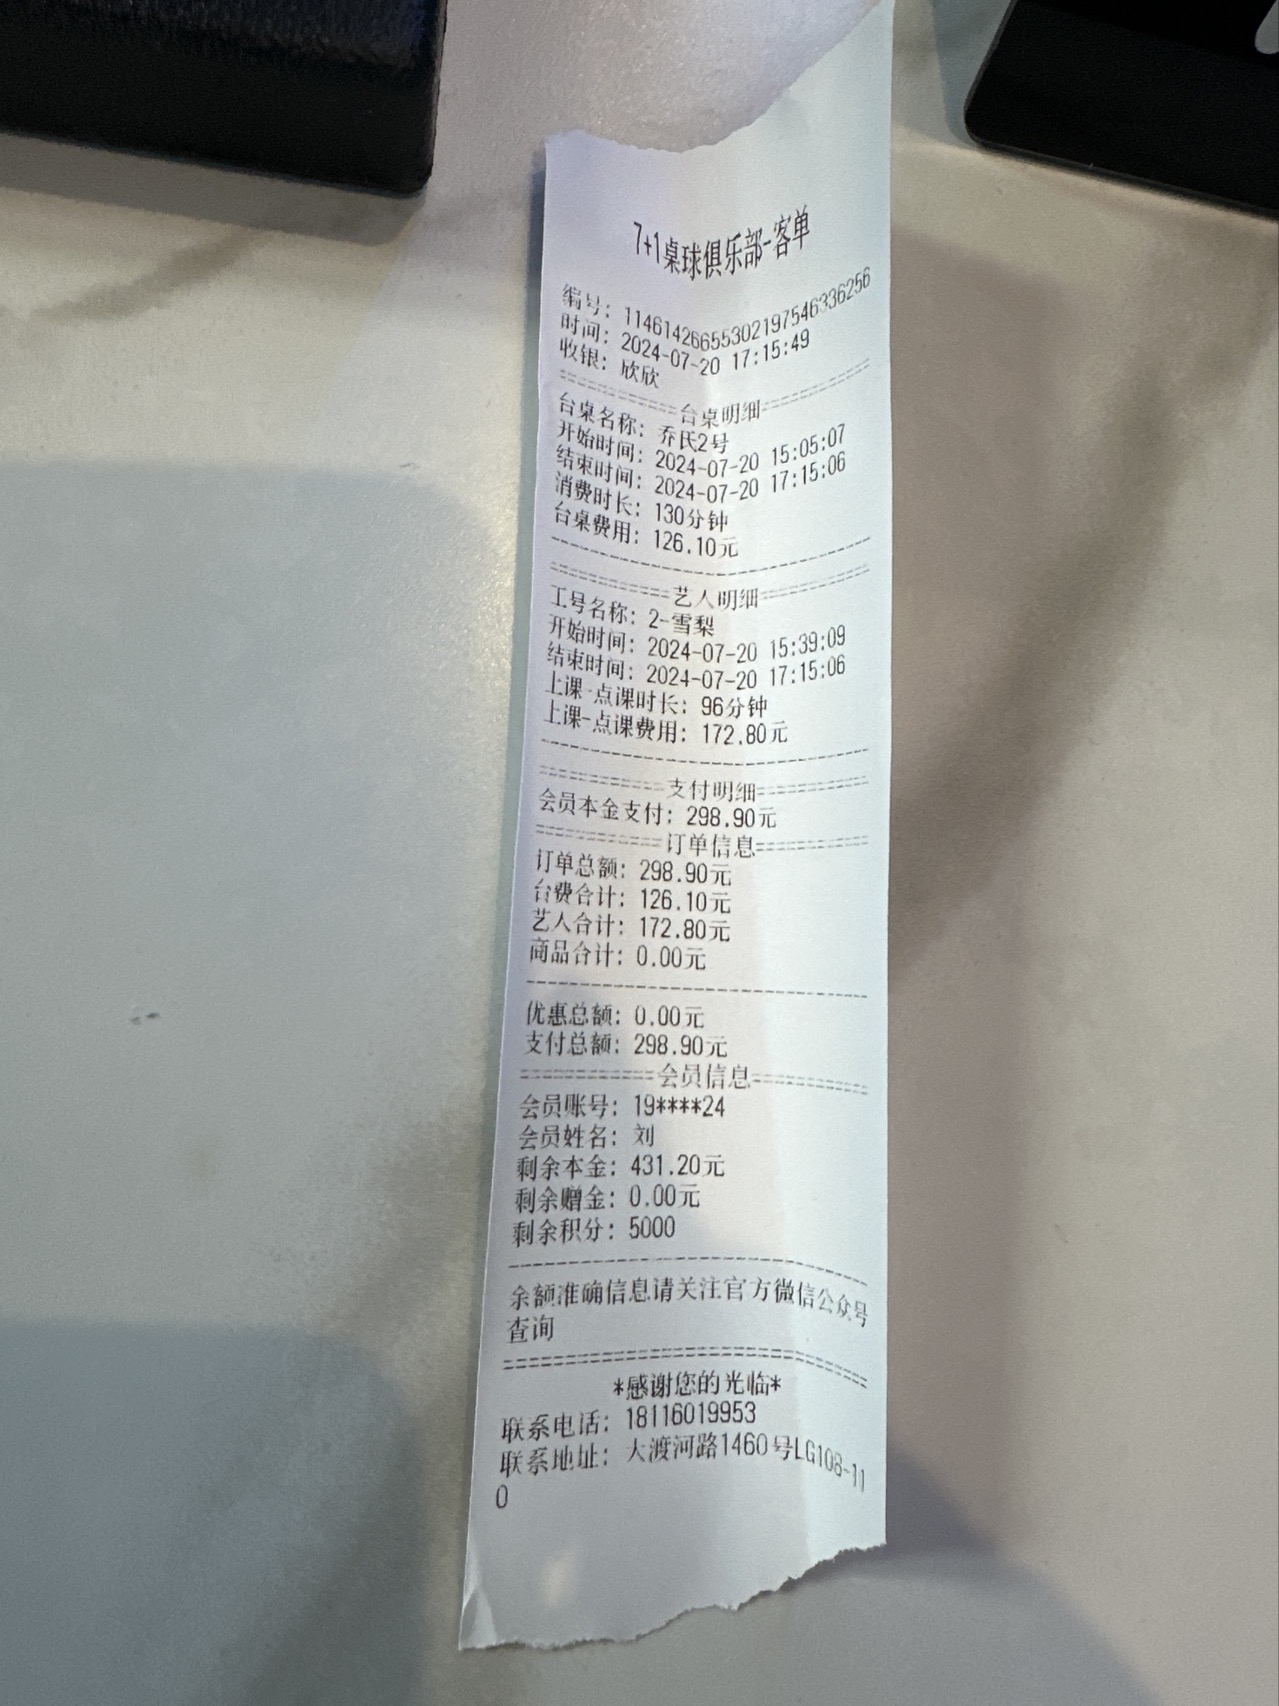 7+1桌球俱乐部-客单
编号: 1146142665530219754633​6256
时间: 2024-07-20 17:15:49
收银: 欣欣
==========台桌明细==========
台桌名称: 乔氏2号
开始时间: 2024-07-20 15:05:07
结束时间: 2024-07-20 17:15:06
消费时长: 130分钟
台桌费用: 126.10元
--------------------------------
==========艺人明细==========
工号名称: 2-雪梨
开始时间: 2024-07-20 15:39:09
结束时间: 2024-07-20 17:15:06
上课-点课时长: 96分钟
上课-点课费用: 172.80元
--------------------------------
==========支付明细==========
会员本金支付: 298.90元
==========订单信息==========
订单总额: 298.90元
台费合计: 126.10元
艺人合计: 172.80元
商品合计: 0.00元
--------------------------------
优惠总额: 0.00元
支付总额: 298.90元
==========会员信息==========
会员账号: 19****24
会员姓名: 刘
剩余本金: 431.20元
剩余赠金: 0.00元
剩余积分: 5000
--------------------------------
余额准确信息请关注官方微信公众号
查询
================================
*感谢您的光临*
联系电话: 18116019953
联系地址: 大渡河路1460号LG108-11
0